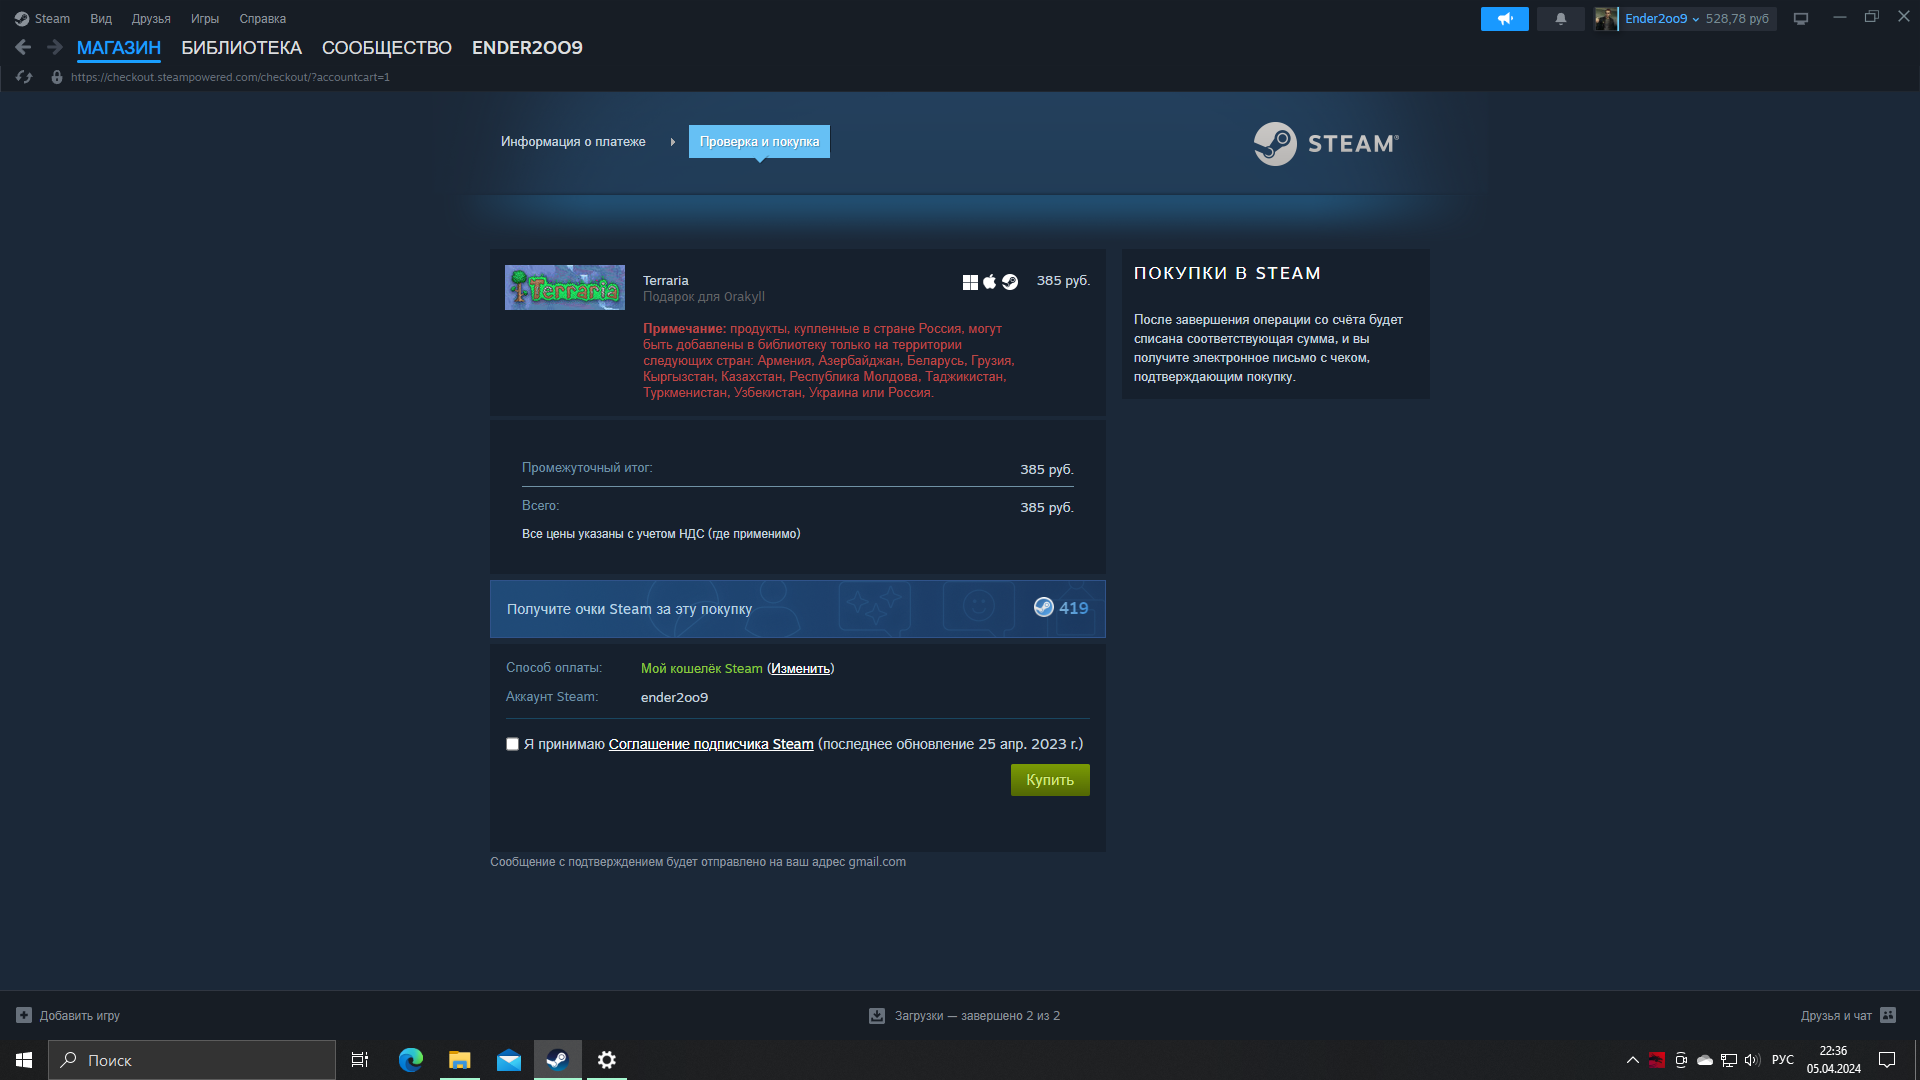 Steam Вид Друзья Игры Справка
Ender2oo9 528,78 руб
МАГАЗИН БИБЛИОТЕКА СООБЩЕСТВО ENDER2OO9
https://checkout.steampowered.com/checkout/?accountcart=1
Информация о платеже Проверка и покупка
STEAM®
Terraria
Terraria 385 руб.
Подарок для Orakyll
Примечание: продукты, купленные в стране Россия, могут
быть добавлены в библиотеку только на территории
следующих стран: Армения, Азербайджан, Беларусь, Грузия,
Кыргызстан, Казахстан, Республика Молдова, Таджикистан,
Туркменистан, Узбекистан, Украина или Россия.
ПОКУПКИ В STEAM
После завершения операции со счёта будет
списана соответствующая сумма, и вы
получите электронное письмо с чеком,
подтверждающим покупку.
Промежуточный итог: 385 руб.
Всего: 385 руб.
Все цены указаны с учетом НДС (где применимо)
Получите очки Steam за эту покупку 419
Способ оплаты: Мой кошелёк Steam (Изменить)
Аккаунт Steam: ender2oo9
Я принимаю Соглашение подписчика Steam (последнее обновление 25 апр. 2023 г.)
Купить
Сообщение с подтверждением будет отправлено на ваш адрес gmail.com
Добавить игру Загрузки — завершено 2 из 2 Друзья и чат
Поиск РУС 22:36
05.04.2024